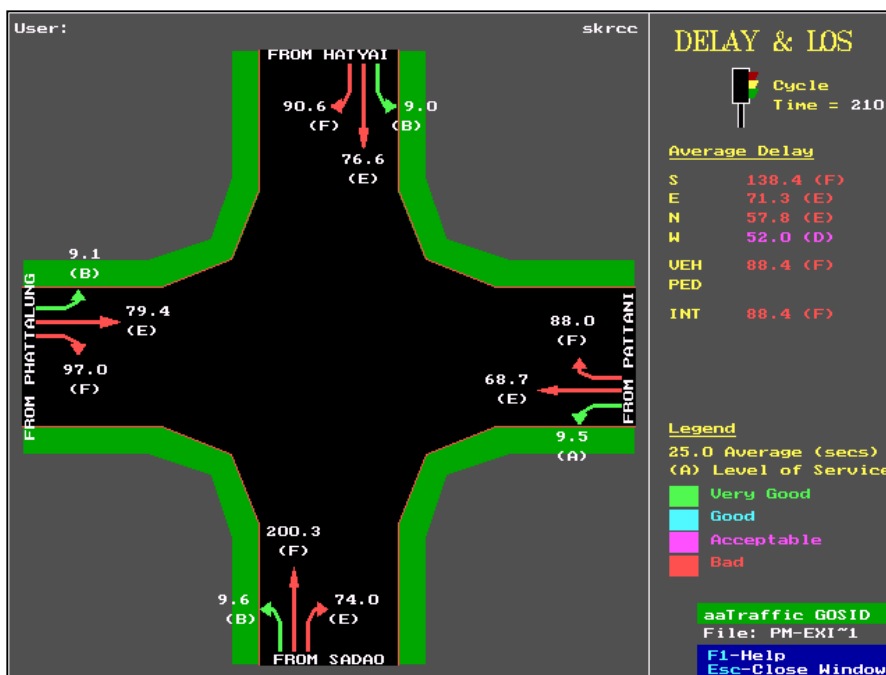 User:
skrcc
FROM HATYAI
90.6
(F)
9.0
(B)
76.6
(E)
9.1
(B)
79.4
(E)
97.0
(F)
FROM PHATTALUNG
88.0
(F)
68.7
(E)
9.5
(A)
FROM PATTANI
200.3
(F)
9.6
(B)
74.0
(E)
FROM SADAO
DELAY & LOS
Cycle
Time = 210
Average Delay
S 138.4 (F)
E 71.3 (E)
N 57.8 (E)
W 52.0 (D)
VEH 88.4 (F)
PED
INT 88.4 (F)
Legend
25.0 Average (secs)
(A) Level of Service
Very Good
Good
Acceptable
Bad
aaTraffic GOSID
File: PM-EXI~1
F1-Help
Esc-Close Window